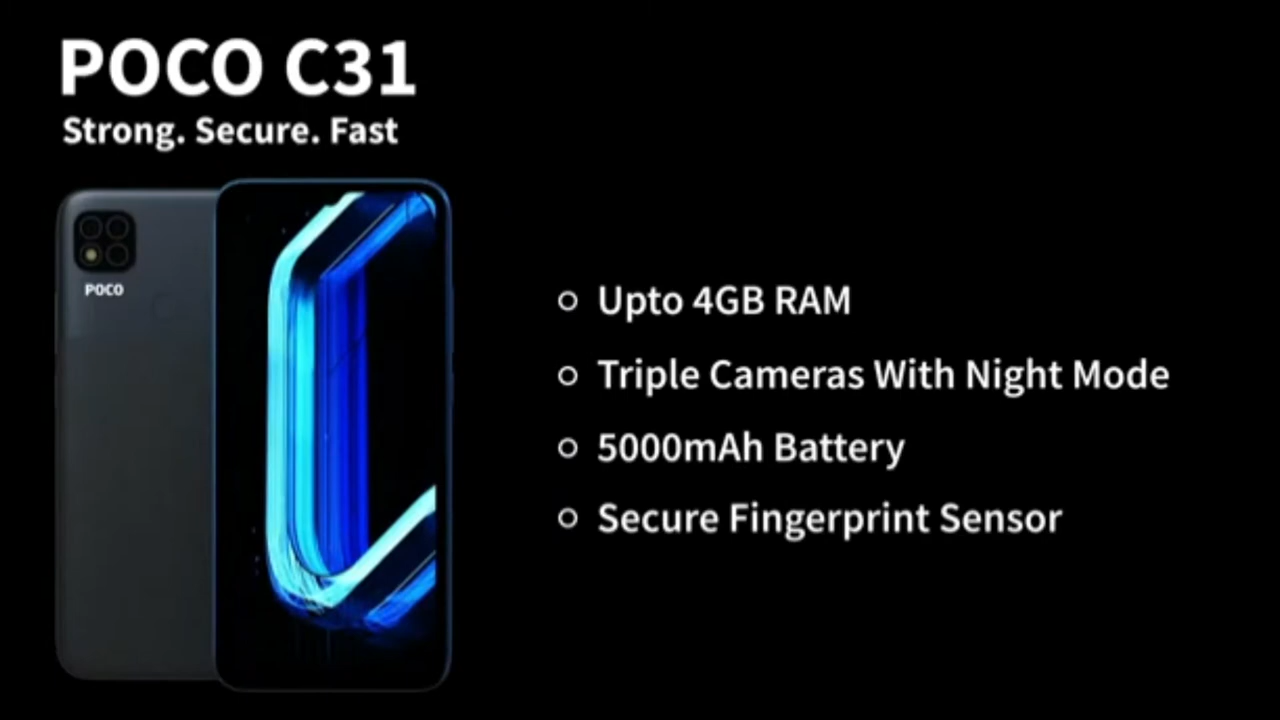 POCO C31
Strong. Secure. Fast
POCO
Upto 4GB RAM
Triple Cameras With Night Mode
5000mAh Battery
Secure Fingerprint Sensor